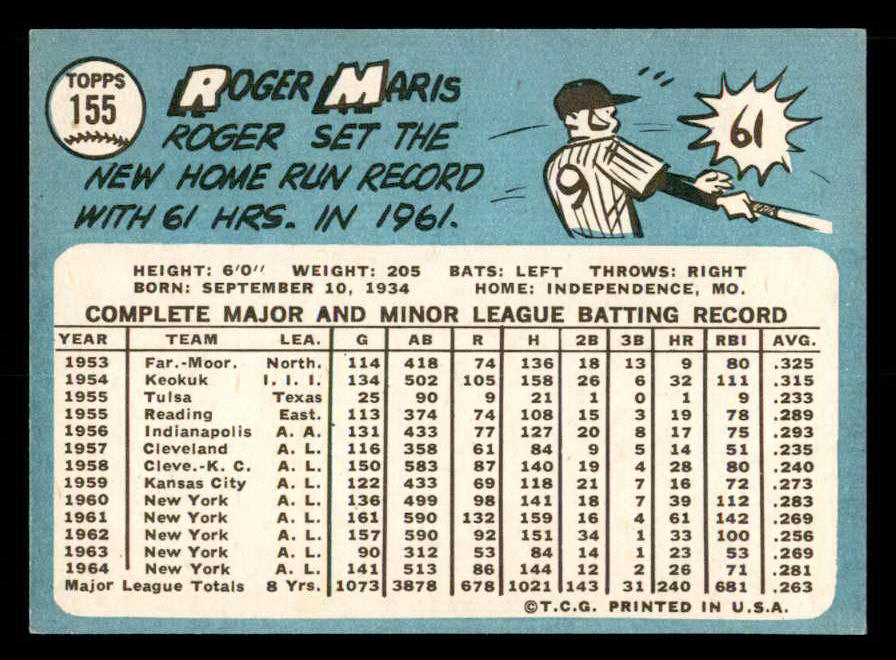 TOPPS
155
ROGER MARIS
ROGER SET THE
NEW HOME RUN RECORD
WITH 61 HRS. IN 1961.
61
9
HEIGHT: 6'0" WEIGHT: 205 BATS: LEFT THROWS: RIGHT
BORN: SEPTEMBER 10, 1934 HOME: INDEPENDENCE, MO.
COMPLETE MAJOR AND MINOR LEAGUE BATTING RECORD
YEAR TEAM LEA. G AB R H 2B 3B HR RBI AVG.
1953 Far.-Moor. North. 114 418 74 136 18 13 9 80 .325
1954 Keokuk I. I. I. 134 502 105 158 26 6 32 111 .315
1955 Tulsa Texas 25 90 9 21 1 0 1 9 .233
1955 Reading East. 113 374 74 108 15 3 19 78 .289
1956 Indianapolis A. A. 131 433 77 127 20 8 17 75 .293
1957 Cleveland A. L. 116 358 61 84 9 5 14 51 .235
1958 Cleve.-K. C. A. L. 150 583 87 140 19 4 28 80 .240
1959 Kansas City A. L. 122 433 69 118 21 7 16 72 .273
1960 New York A. L. 136 499 98 141 18 7 39 112 .283
1961 New York A. L. 161 590 132 159 16 4 61 142 .269
1962 New York A. L. 157 590 92 151 34 1 33 100 .256
1963 New York A. L. 90 312 53 84 14 1 23 53 .269
1964 New York A. L. 141 513 86 144 12 2 26 71 .281
Major League Totals 8 Yrs. 1073 3878 678 1021 143 31 240 681 .263
©T.C.G. PRINTED IN U.S.A.